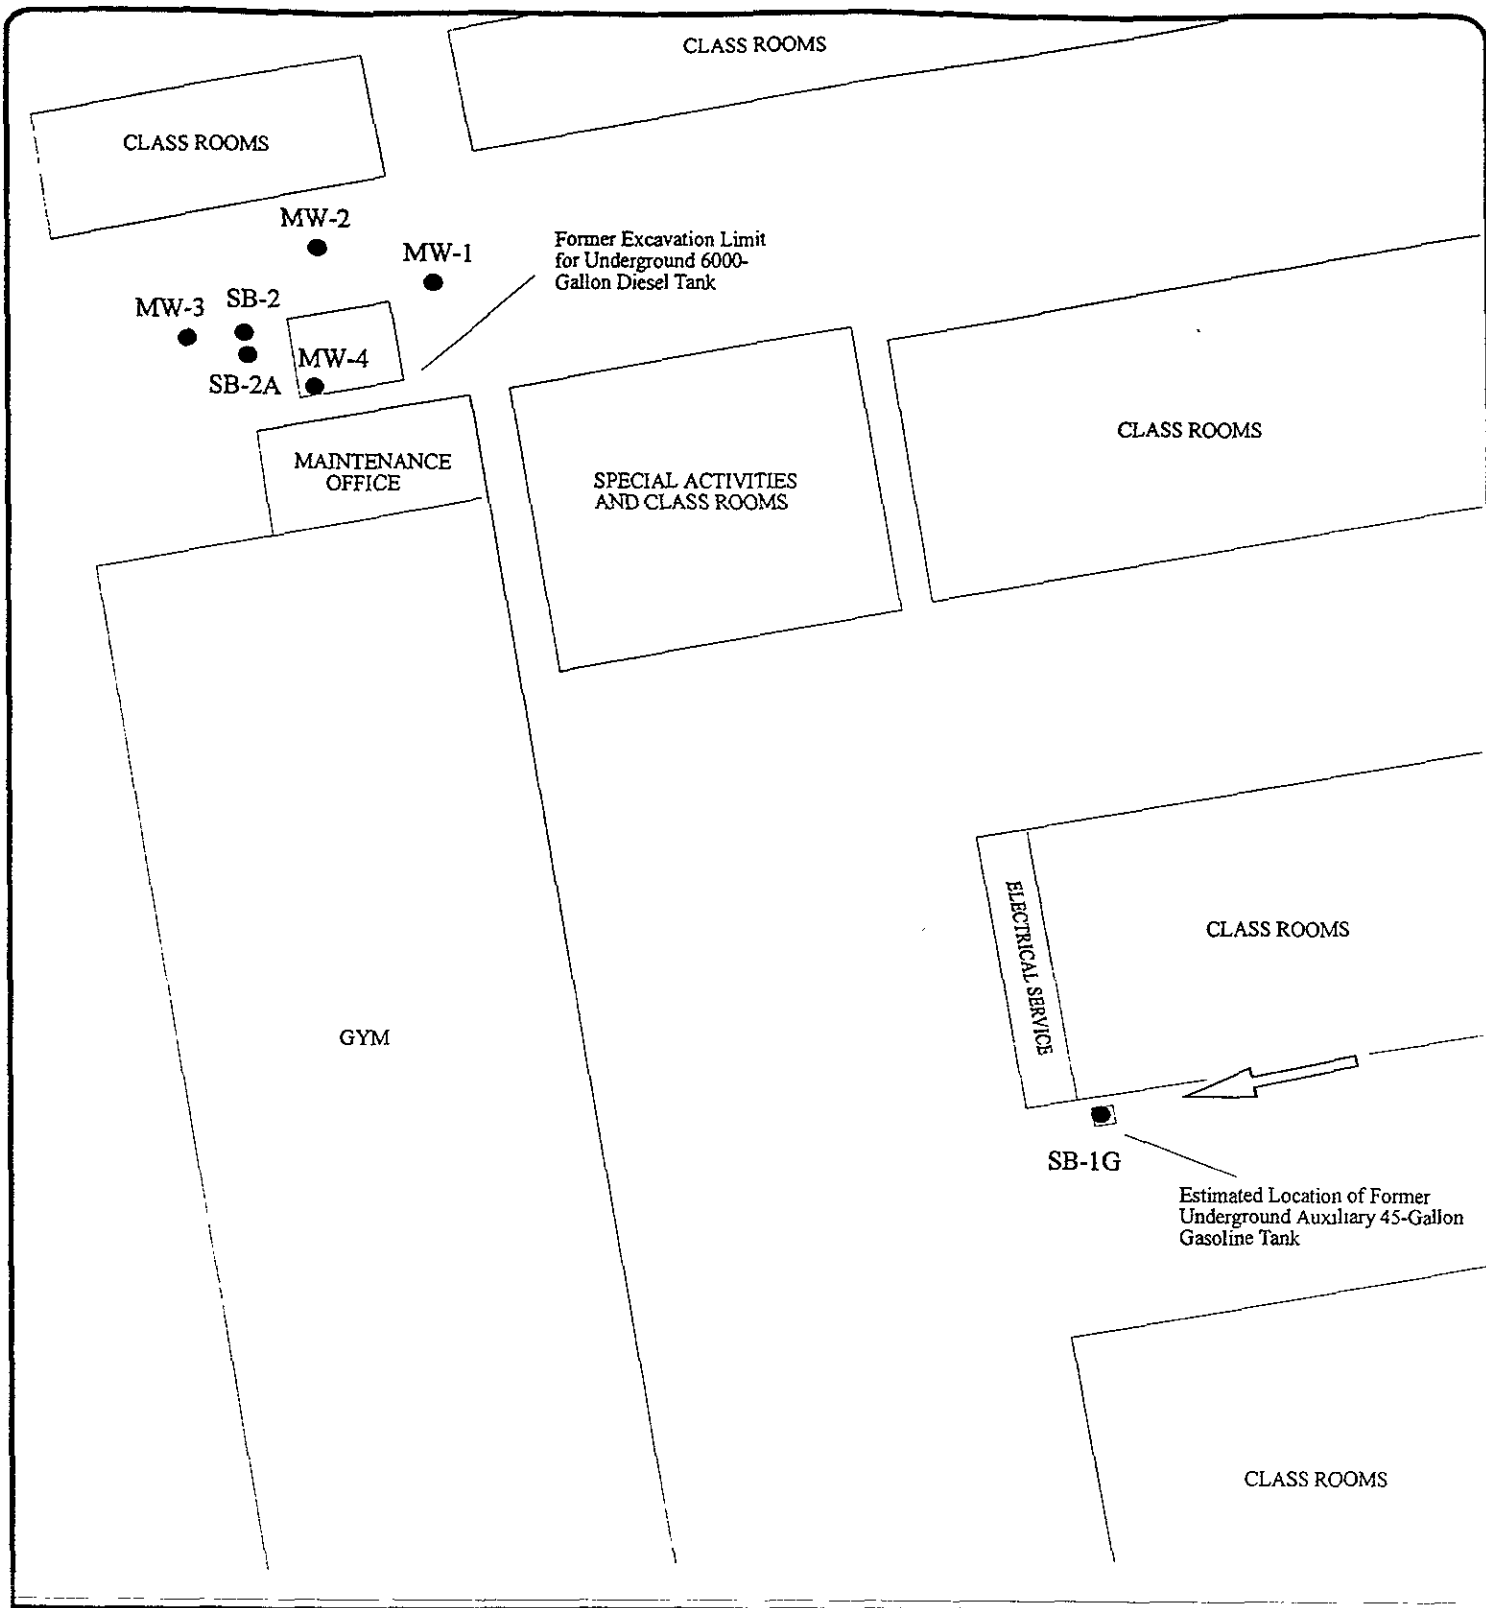 CLASS ROOMS
CLASS ROOMS
MW-2
MW-1
Former Excavation Limit
for Underground 6000-
Gallon Diesel Tank
MW-3
SB-2
MW-4
SB-2A
MAINTENANCE
OFFICE
SPECIAL ACTIVITIES
AND CLASS ROOMS
CLASS ROOMS
ELECTRICAL SERVICE
CLASS ROOMS
GYM
SB-1G
Estimated Location of Former
Underground Auxiliary 45-Gallon
Gasoline Tank
CLASS ROOMS